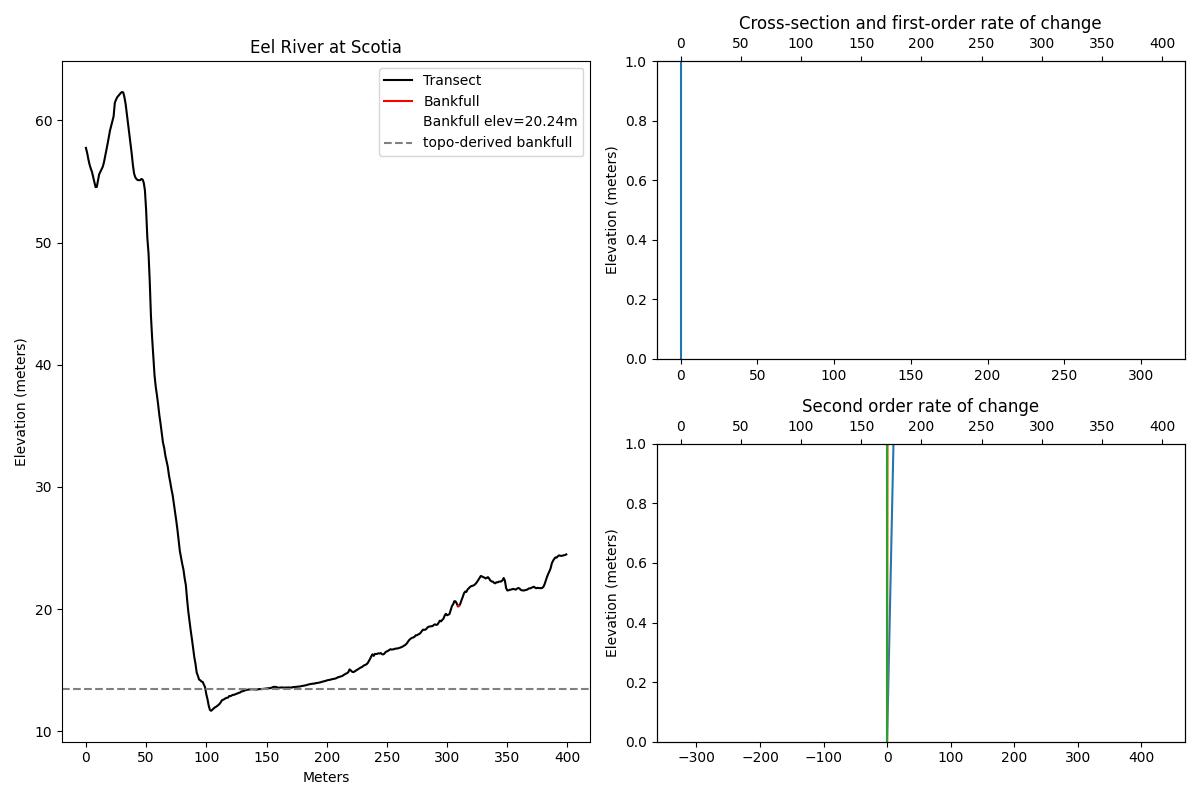 Eel River at Scotia
Elevation (meters)
60
50
40
30
20
10
0 50 100 150 200 250 300 350 400
Meters
Transect
Bankfull
Bankfull elev=20.24m
topo-derived bankfull
Cross-section and first-order rate of change
0 50 100 150 200 250 300 350 400
Elevation (meters)
1.0
0.8
0.6
0.4
0.2
0.0
0 50 100 150 200 250 300
Second order rate of change
0 50 100 150 200 250 300 350 400
Elevation (meters)
1.0
0.8
0.6
0.4
0.2
0.0
−300 −200 −100 0 100 200 300 400